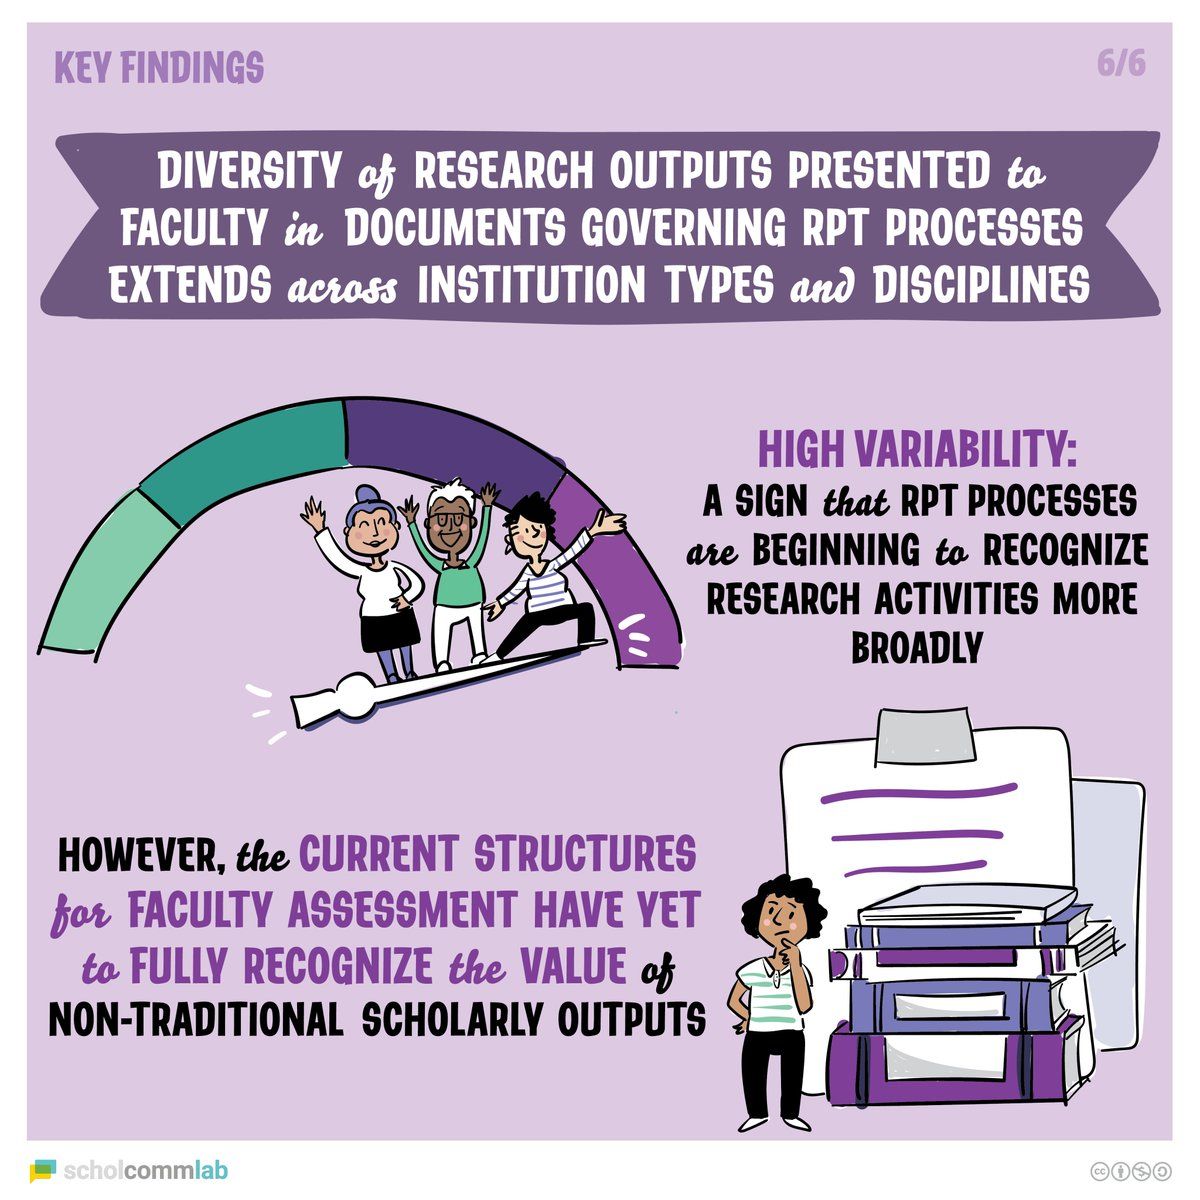 KEY FINDINGS
6/6
DIVERSITY of RESEARCH OUTPUTS PRESENTED to
FACULTY in DOCUMENTS GOVERNING RPT PROCESSES
EXTENDS across INSTITUTION TYPES and DISCIPLINES
HIGH VARIABILITY:
A SIGN that RPT PROCESSES
are BEGINNING to RECOGNIZE
RESEARCH ACTIVITIES MORE
BROADLY
HOWEVER, the CURRENT STRUCTURES
for FACULTY ASSESSMENT HAVE YET
to FULLY RECOGNIZE the VALUE of
NON-TRADITIONAL SCHOLARLY OUTPUTS
scholcommlab
cc